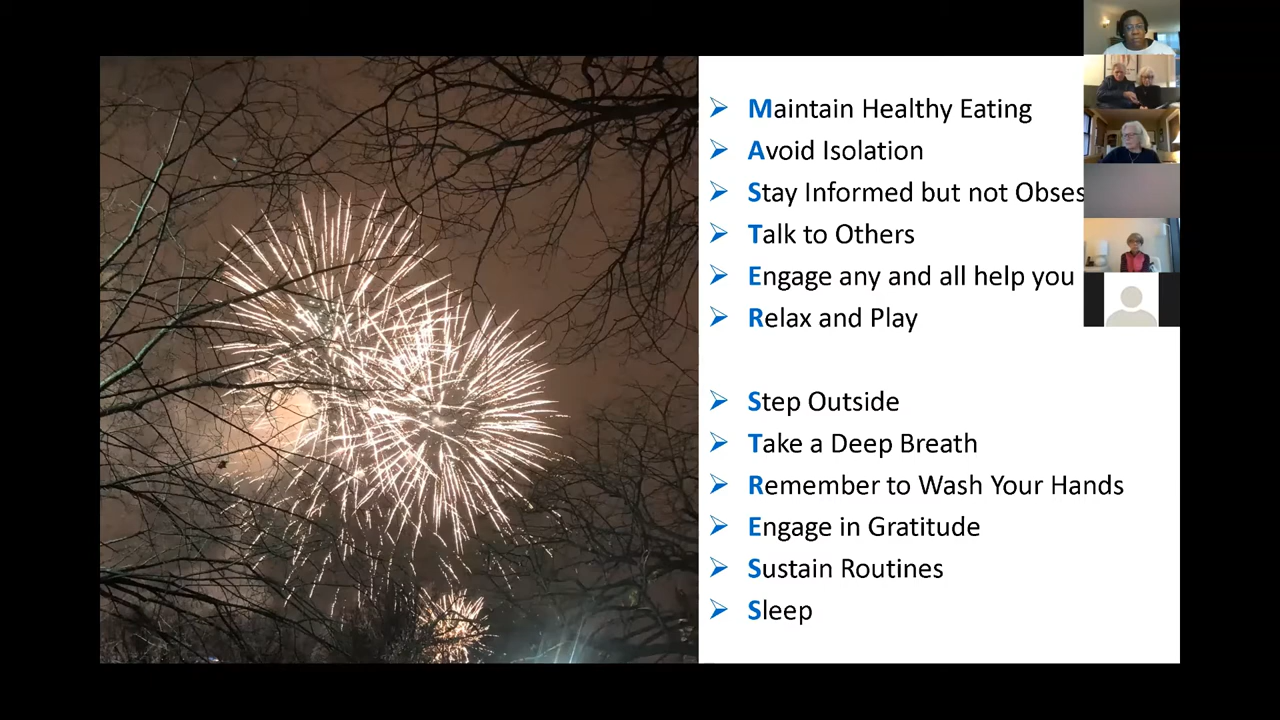 Maintain Healthy Eating
Avoid Isolation
Stay Informed but not Obses
Talk to Others
Engage any and all help you
Relax and Play
Step Outside
Take a Deep Breath
Remember to Wash Your Hands
Engage in Gratitude
Sustain Routines
Sleep